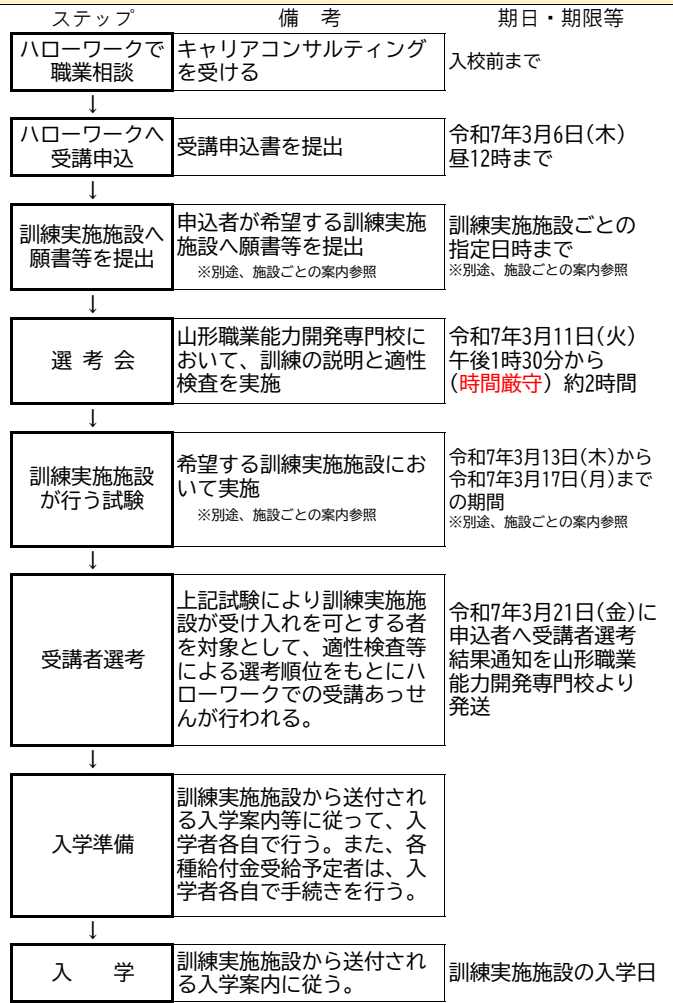 ステップ　備　考　期日・期限等
ハローワークで
職業相談
キャリアコンサルティング
を受ける
入校前まで
↓
ハローワークへ
受講申込
受講申込書を提出
令和7年3月6日(木)
昼12時まで
↓
訓練実施施設へ
願書等を提出
申込者が希望する訓練実施
施設へ願書等を提出
※別途、施設ごとの案内参照
訓練実施施設ごとの
指定日時まで
※別途、施設ごとの案内参照
↓
選 考 会
山形職業能力開発専門校に
おいて、訓練の説明と適性
検査を実施
令和7年3月11日(火)
午後1時30分から
(時間厳守) 約2時間
↓
訓練実施施設
が行う試験
希望する訓練実施施設にお
いて実施
※別途、施設ごとの案内参照
令和7年3月13日(木)から
令和7年3月17日(月)まで
の期間
※別途、施設ごとの案内参照
↓
受講者選考
上記試験により訓練実施施
設が受け入れを可とする者
を対象として、適性検査等
による選考順位をもとにハ
ローワークでの受講あっせ
んが行われる。
令和7年3月21日(金)に
申込者へ受講者選考
結果通知を山形職業
能力開発専門校より
発送
↓
入学準備
訓練実施施設から送付され
る入学案内等に従って、入
学者各自で行う。また、各
種給付金受給予定者は、入
学者各自で手続きを行う。
↓
入　学
訓練実施施設から送付され
る入学案内に従う。
訓練実施施設の入学日